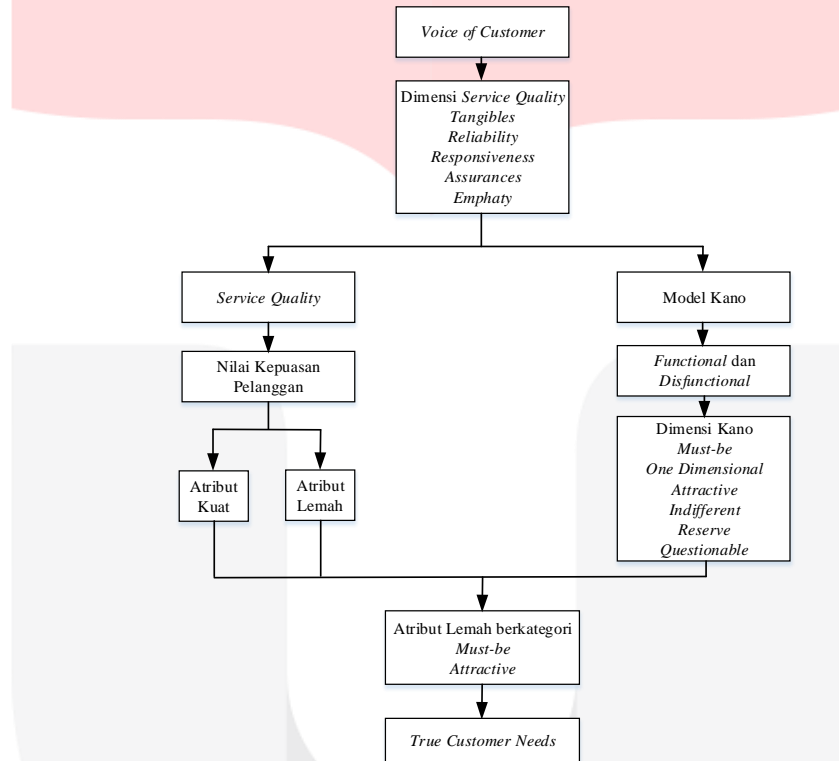 Voice of Customer
Dimensi Service Quality
Tangibles
Reliability
Responsiveness
Assurances
Emphaty
Service Quality
Model Kano
Nilai Kepuasan
Pelanggan
Functional dan
Disfunctional
Dimensi Kano
Must-be
One Dimensional
Attractive
Indifferent
Reserve
Questionable
Atribut
Kuat
Atribut
Lemah
Atribut Lemah berkategori
Must-be
Attractive
True Customer Needs